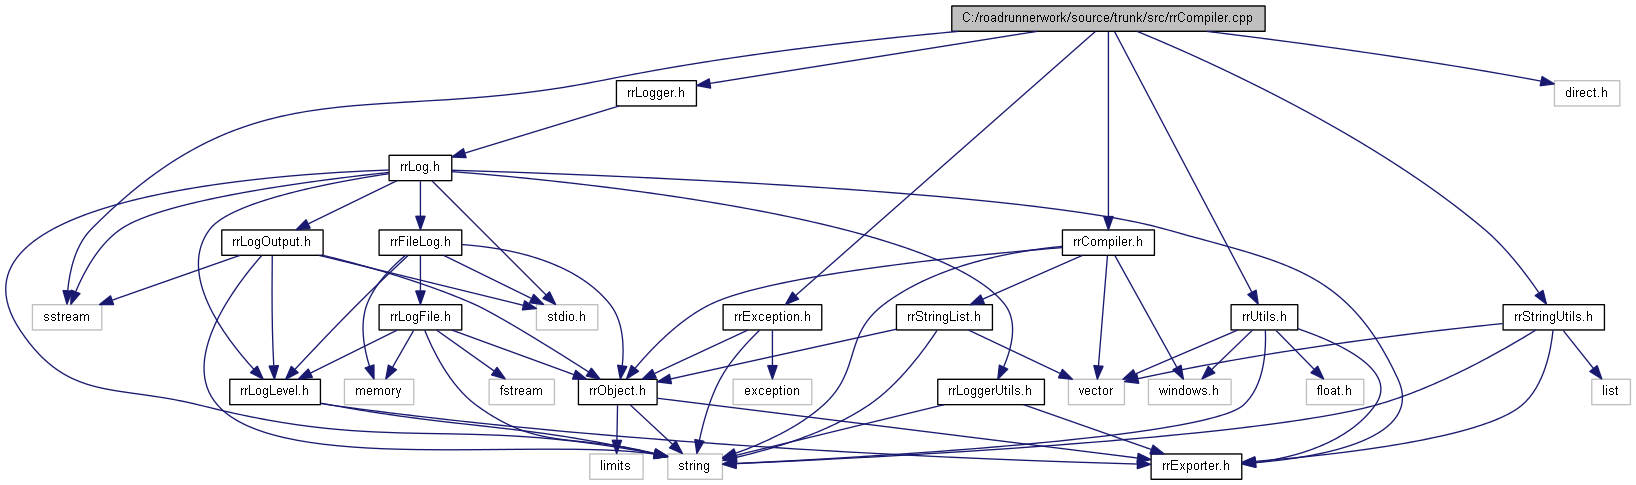 C:/roadrunnerwork/source/trunk/src/rrCompiler.cpp
rrLogger.h
direct.h
rrLog.h
rrLogOutput.h
rrFileLog.h
rrCompiler.h
sstream
rrLogFile.h
stdio.h
rrException.h
rrStringList.h
rrUtils.h
rrStringUtils.h
rrLogLevel.h
memory
fstream
rrObject.h
exception
rrLoggerUtils.h
vector
windows.h
float.h
list
limits
string
rrExporter.h